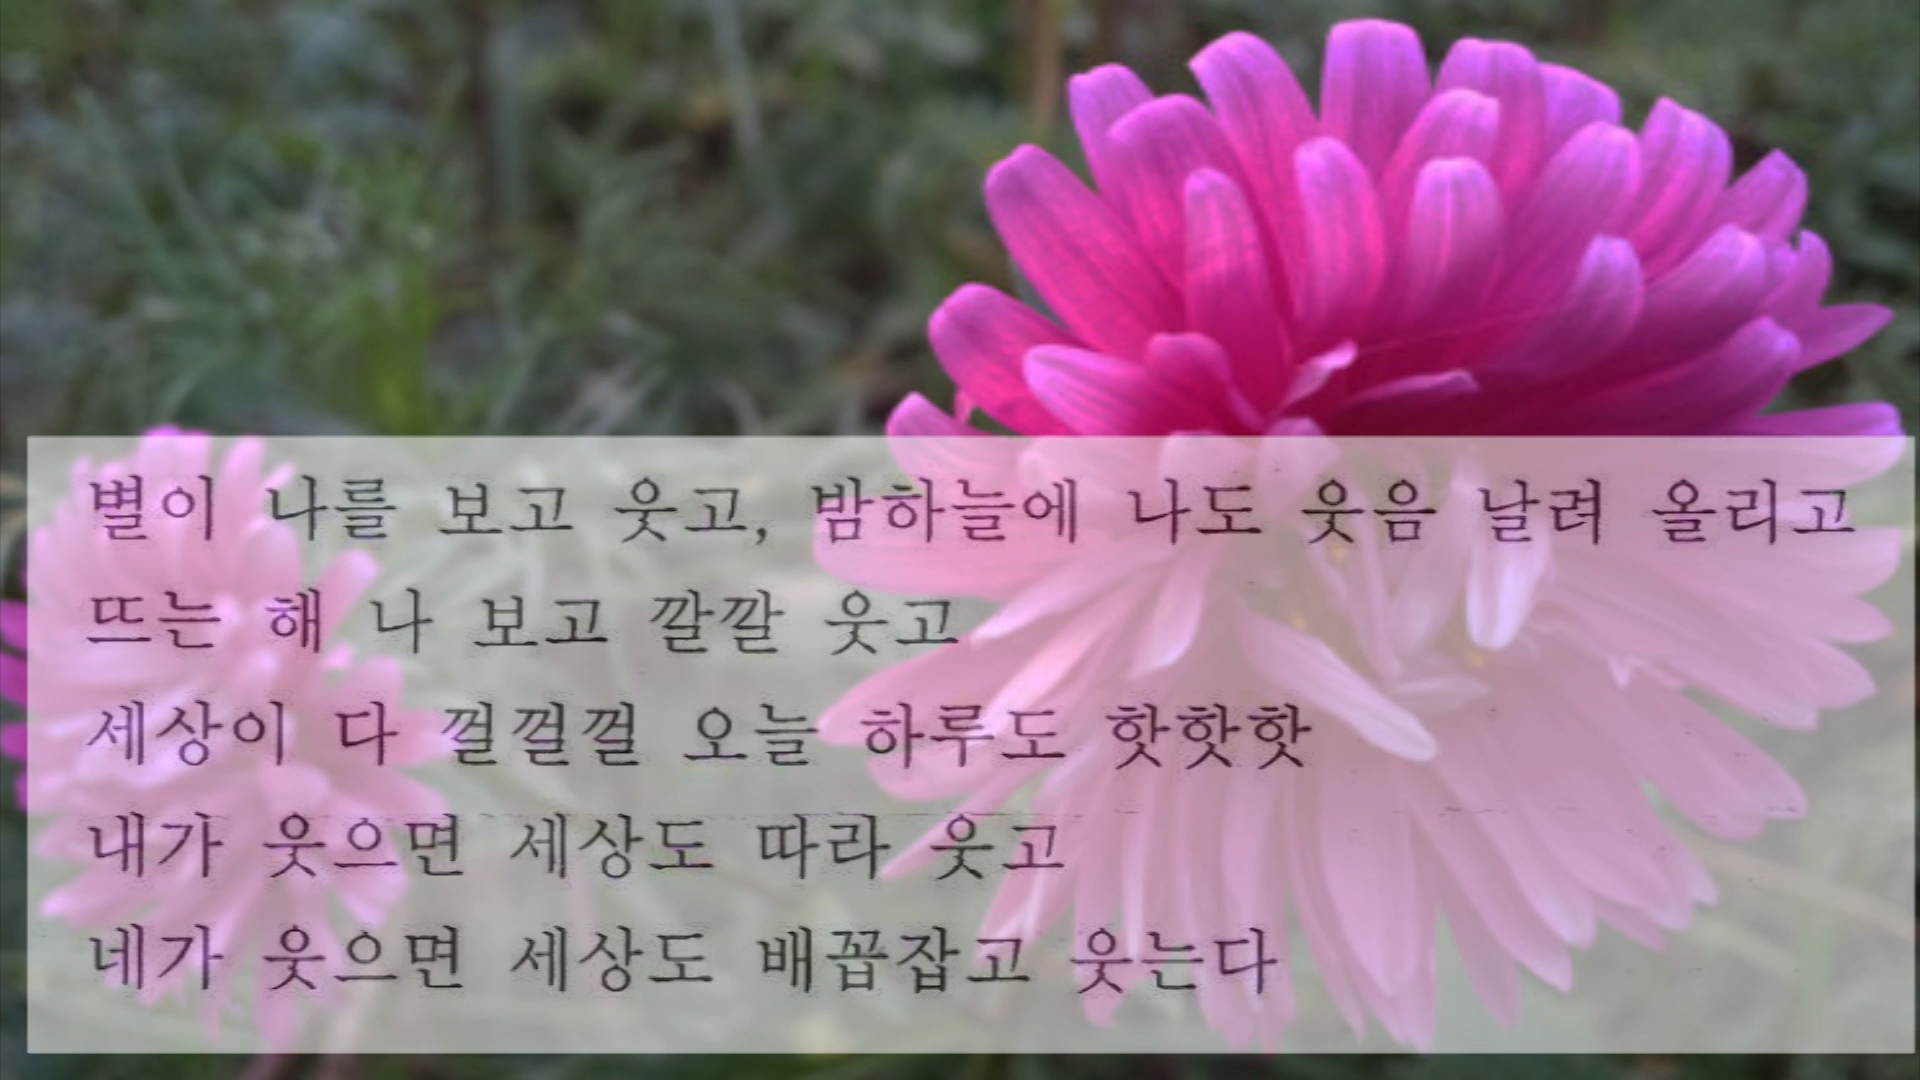 별이 나를 보고 웃고, 밤하늘에 나도 웃음 날려 올리고
뜨는 해 나 보고 깔깔 웃고
세상이 다 껄껄껄 오늘 하루도 핫핫핫
내가 웃으면 세상도 따라 웃고
네가 웃으면 세상도 배꼽잡고 웃는다